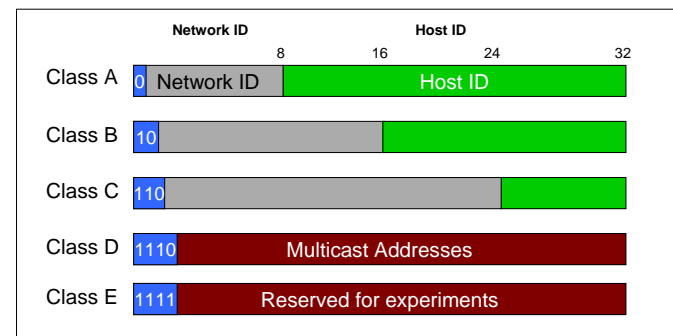 Network ID Host ID
8 16 24 32
Class A 0 Network ID Host ID
Class B 10
Class C 110
Class D 1110 Multicast Addresses
Class E 1111 Reserved for experiments